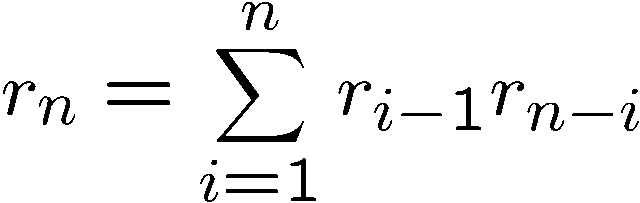 r_n = \sum_{i=1}^{n} r_{i-1} r_{n-i}